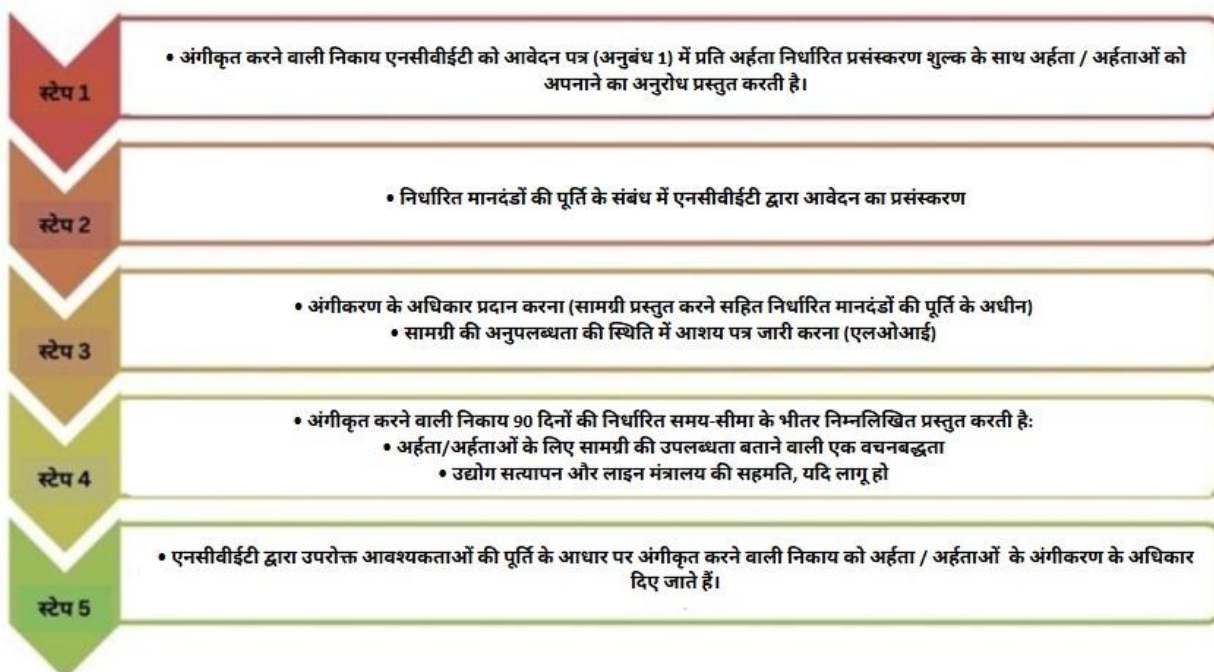 स्टेप 1
• अंगीकृत करने वाली निकाय एनसीवीईटी को आवेदन पत्र (अनुबंध 1) में प्रति अर्हता निर्धारित प्रसंस्करण शुल्क के साथ अर्हता / अर्हताओं को
अपनाने का अनुरोध प्रस्तुत करती है।
स्टेप 2
• निर्धारित मानदंडों की पूर्ति के संबंध में एनसीवीईटी द्वारा आवेदन का प्रसंस्करण
स्टेप 3
• अंगीकरण के अधिकार प्रदान करना (सामग्री प्रस्तुत करने सहित निर्धारित मानदंडों की पूर्ति के अधीन)
• सामग्री की अनुपलब्धता की स्थिति में आशय पत्र जारी करना (एलओआई)
स्टेप 4
• अंगीकृत करने वाली निकाय 90 दिनों की निर्धारित समय-सीमा के भीतर निम्नलिखित प्रस्तुत करती है:
• अर्हता/अर्हताओं के लिए सामग्री की उपलब्धता बताने वाली एक वचनबद्धता
• उद्योग सत्यापन और लाइन मंत्रालय की सहमति, यदि लागू हो
स्टेप 5
• एनसीवीईटी द्वारा उपरोक्त आवश्यकताओं की पूर्ति के आधार पर अंगीकृत करने वाली निकाय को अर्हता / अर्हताओं के अंगीकरण के अधिकार
दिए जाते हैं।